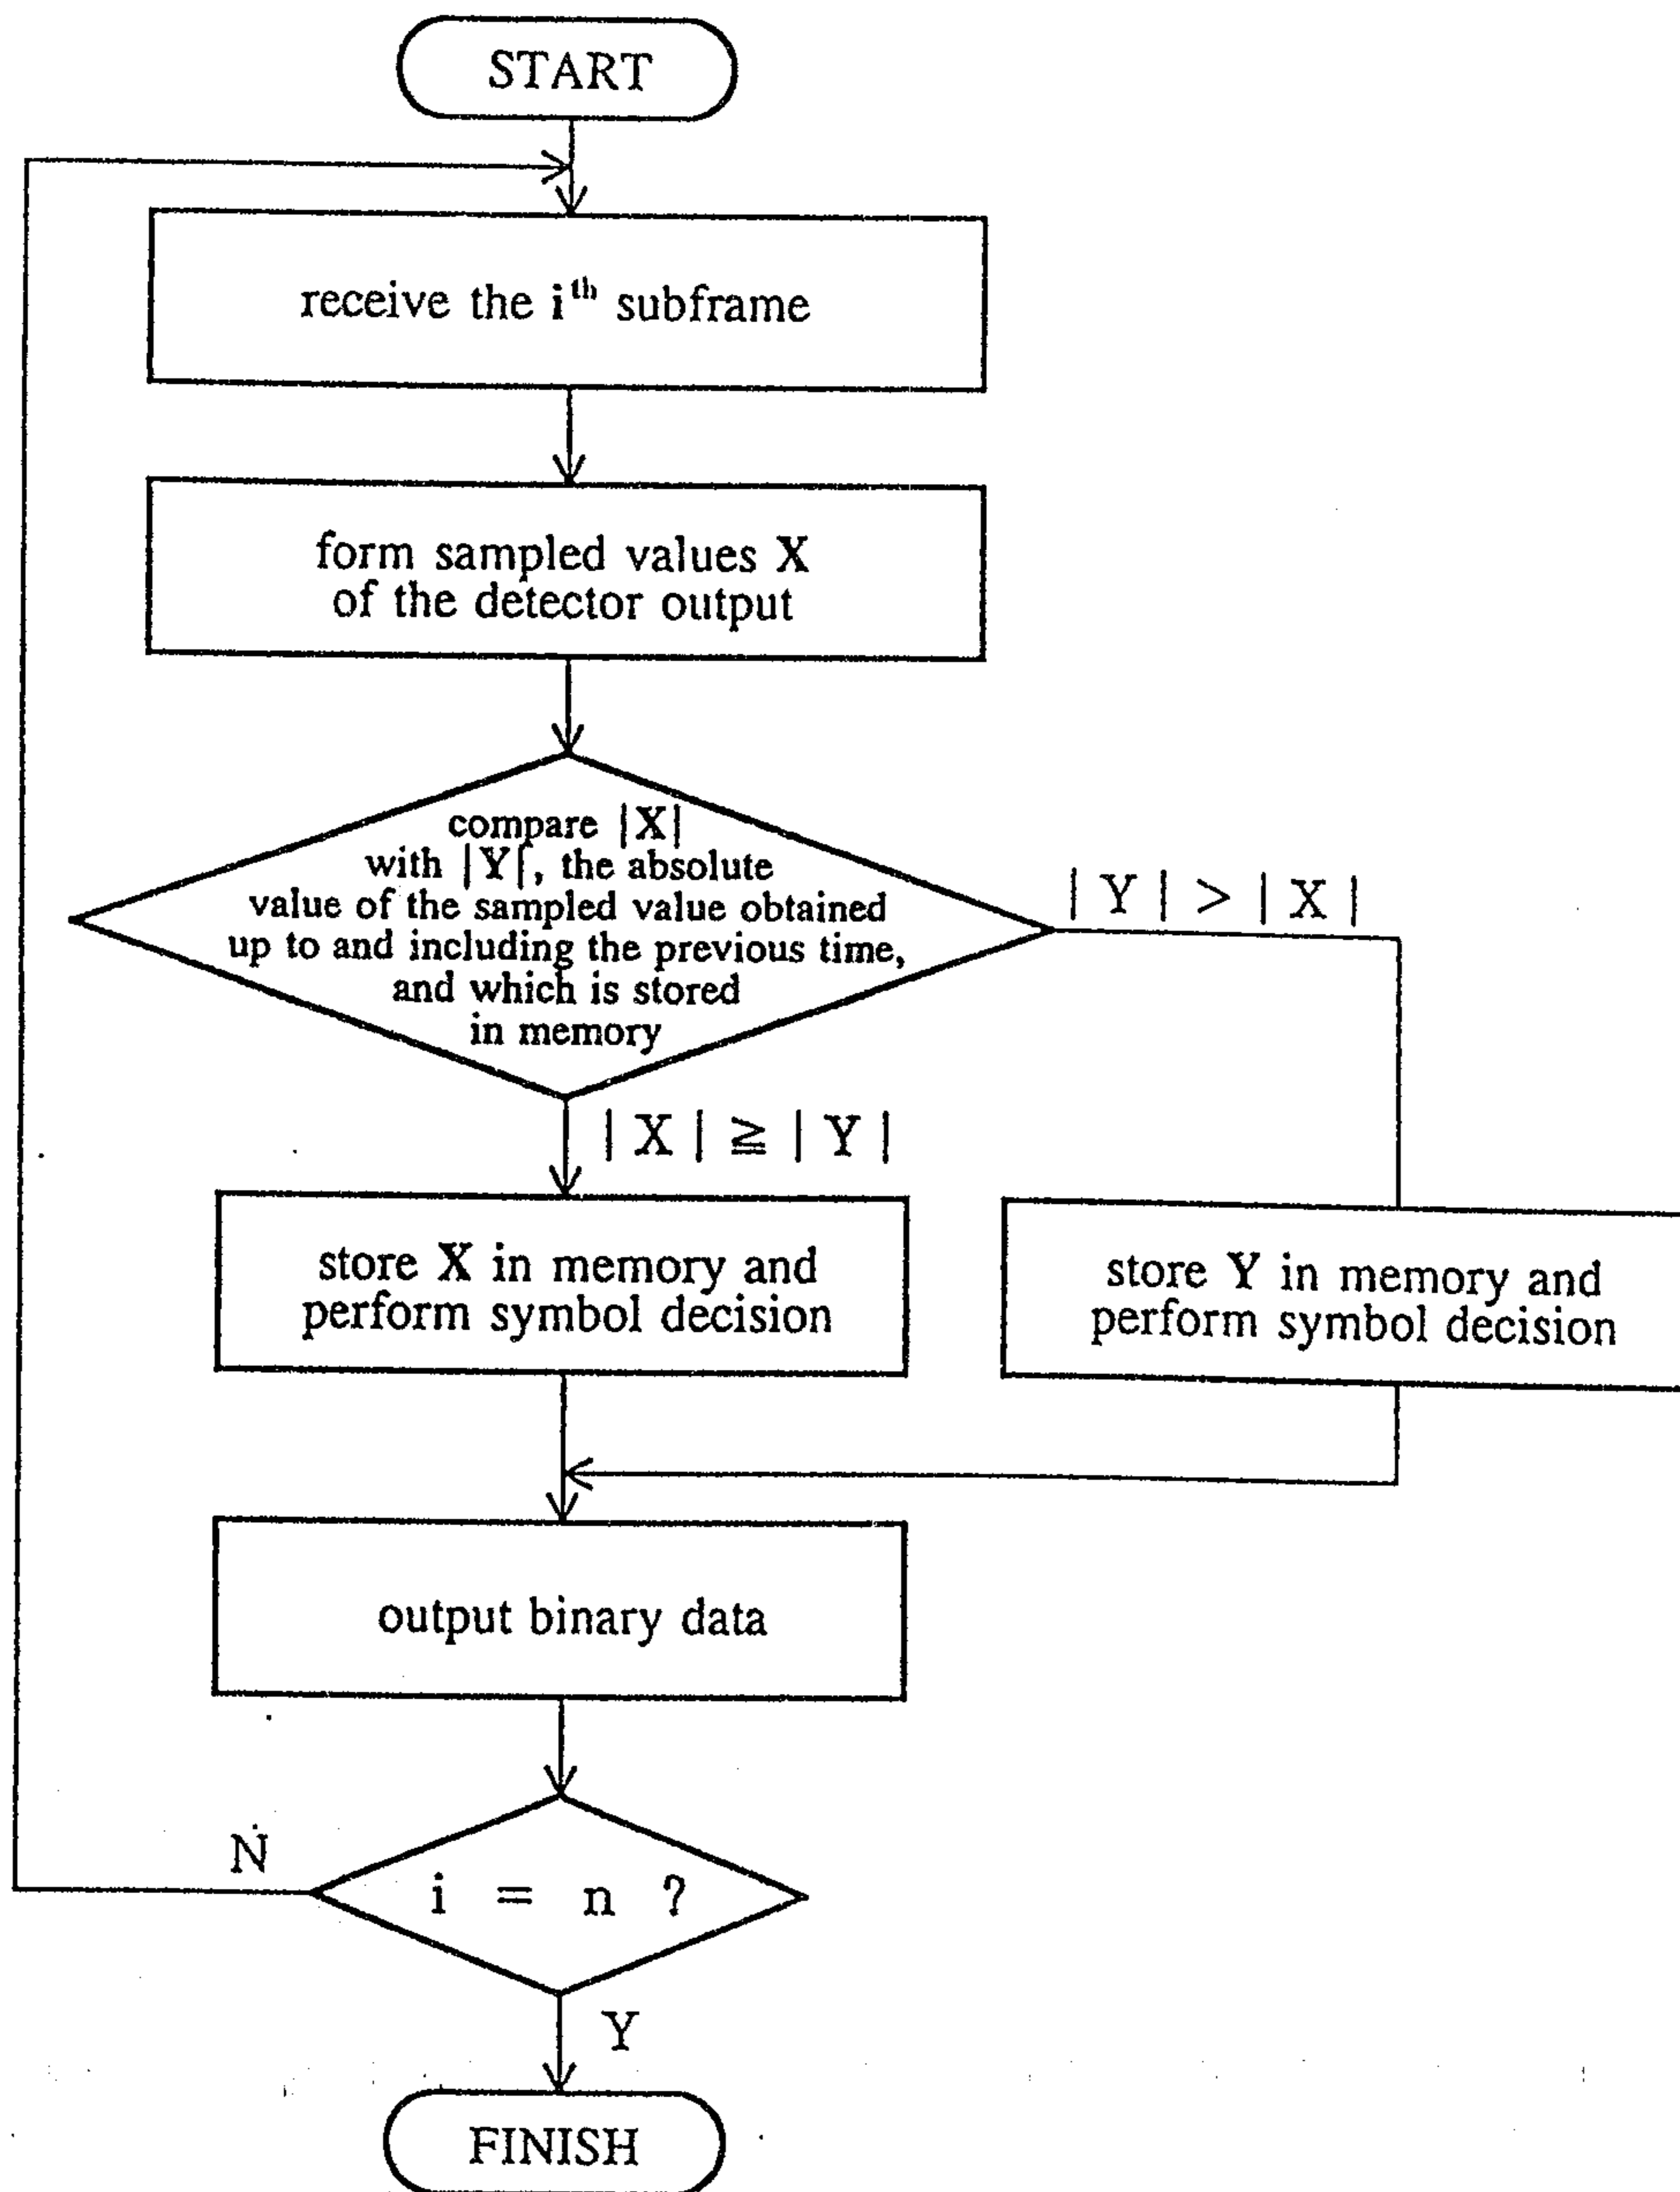 START
receive the iᵗʰ subframe
form sampled values X
of the detector output
compare |X|
with |Y|, the absolute
value of the sampled value obtained
up to and including the previous time,
and which is stored
in memory
| Y | > | X |
| X | ≧ | Y |
store X in memory and
perform symbol decision
store Y in memory and
perform symbol decision
output binary data
N
i = n ?
Y
FINISH